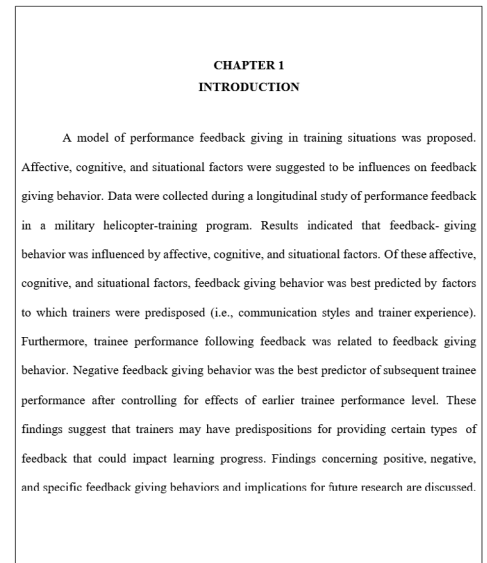 CHAPTER 1
INTRODUCTION
A model of performance feedback giving in training situations was proposed.
Affective, cognitive, and situational factors were suggested to be influences on feedback
giving behavior. Data were collected during a longitudinal study of performance feedback
in a military helicopter-training program. Results indicated that feedback- giving
behavior was influenced by affective, cognitive, and situational factors. Of these affective,
cognitive, and situational factors, feedback giving behavior was best predicted by factors
to which trainers were predisposed (i.e., communication styles and trainer experience).
Furthermore, trainee performance following feedback was related to feedback giving
behavior. Negative feedback giving behavior was the best predictor of subsequent trainee
performance after controlling for effects of earlier trainee performance level. These
findings suggest that trainers may have predispositions for providing certain types of
feedback that could impact learning progress. Findings concerning positive, negative,
and specific feedback giving behaviors and implications for future research are discussed.